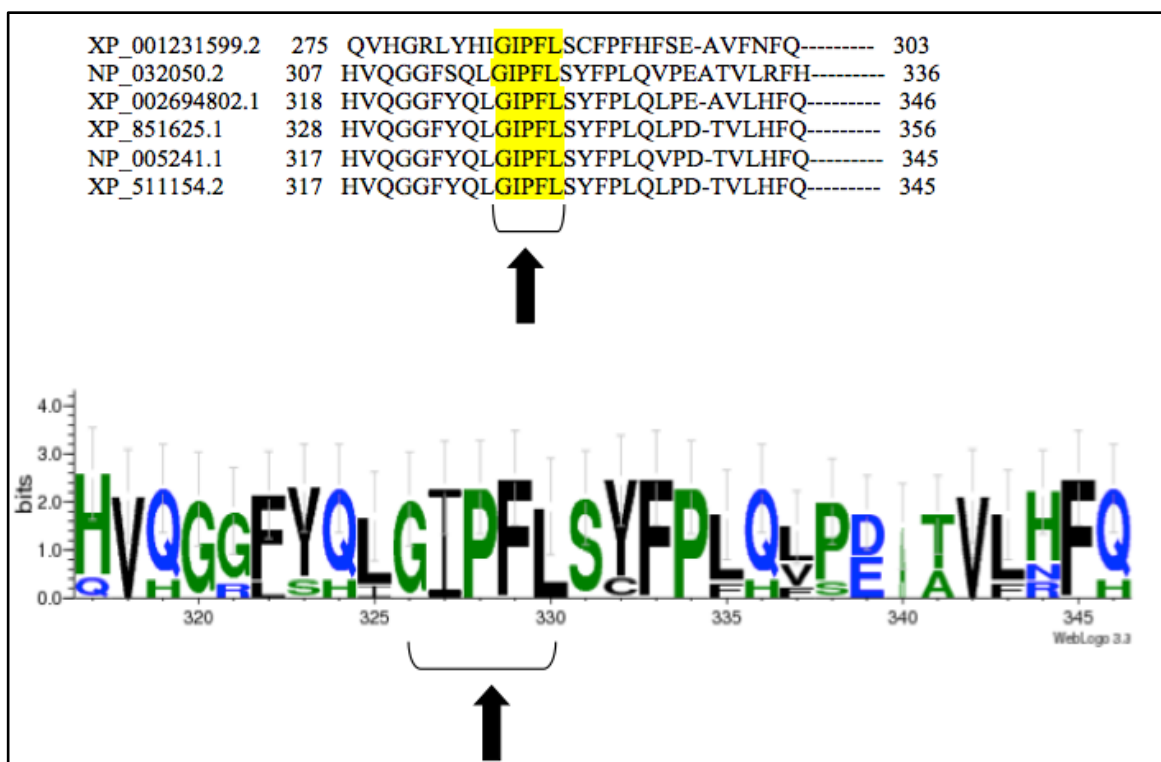 XP_001231599.2 275 QVHGRLYHIGIPFLSCFPFHFSE-AVFNFQ--------- 303
NP_032050.2 307 HVQGGFSQLGIPFLSYFPLQVPEATVLRFH--------- 336
XP_002694802.1 318 HVQGGFYQLGIPFLSYFPLQLPE-AVLHFQ--------- 346
XP_851625.1 328 HVQGGFYQLGIPFLSYFPLQLPD-TVLHFQ--------- 356
NP_005241.1 317 HVQGGFYQLGIPFLSYFPLQVPD-TVLHFQ--------- 345
XP_511154.2 317 HVQGGFYQLGIPFLSYFPLQLPD-TVLHFQ--------- 345
4.0
3.0
2.0
1.0
0.0
bits
HVQGGFYQLGIPFLSYFPLQLPDATVLHFQ
320 325 330 335 340 345
WebLogo 3.3